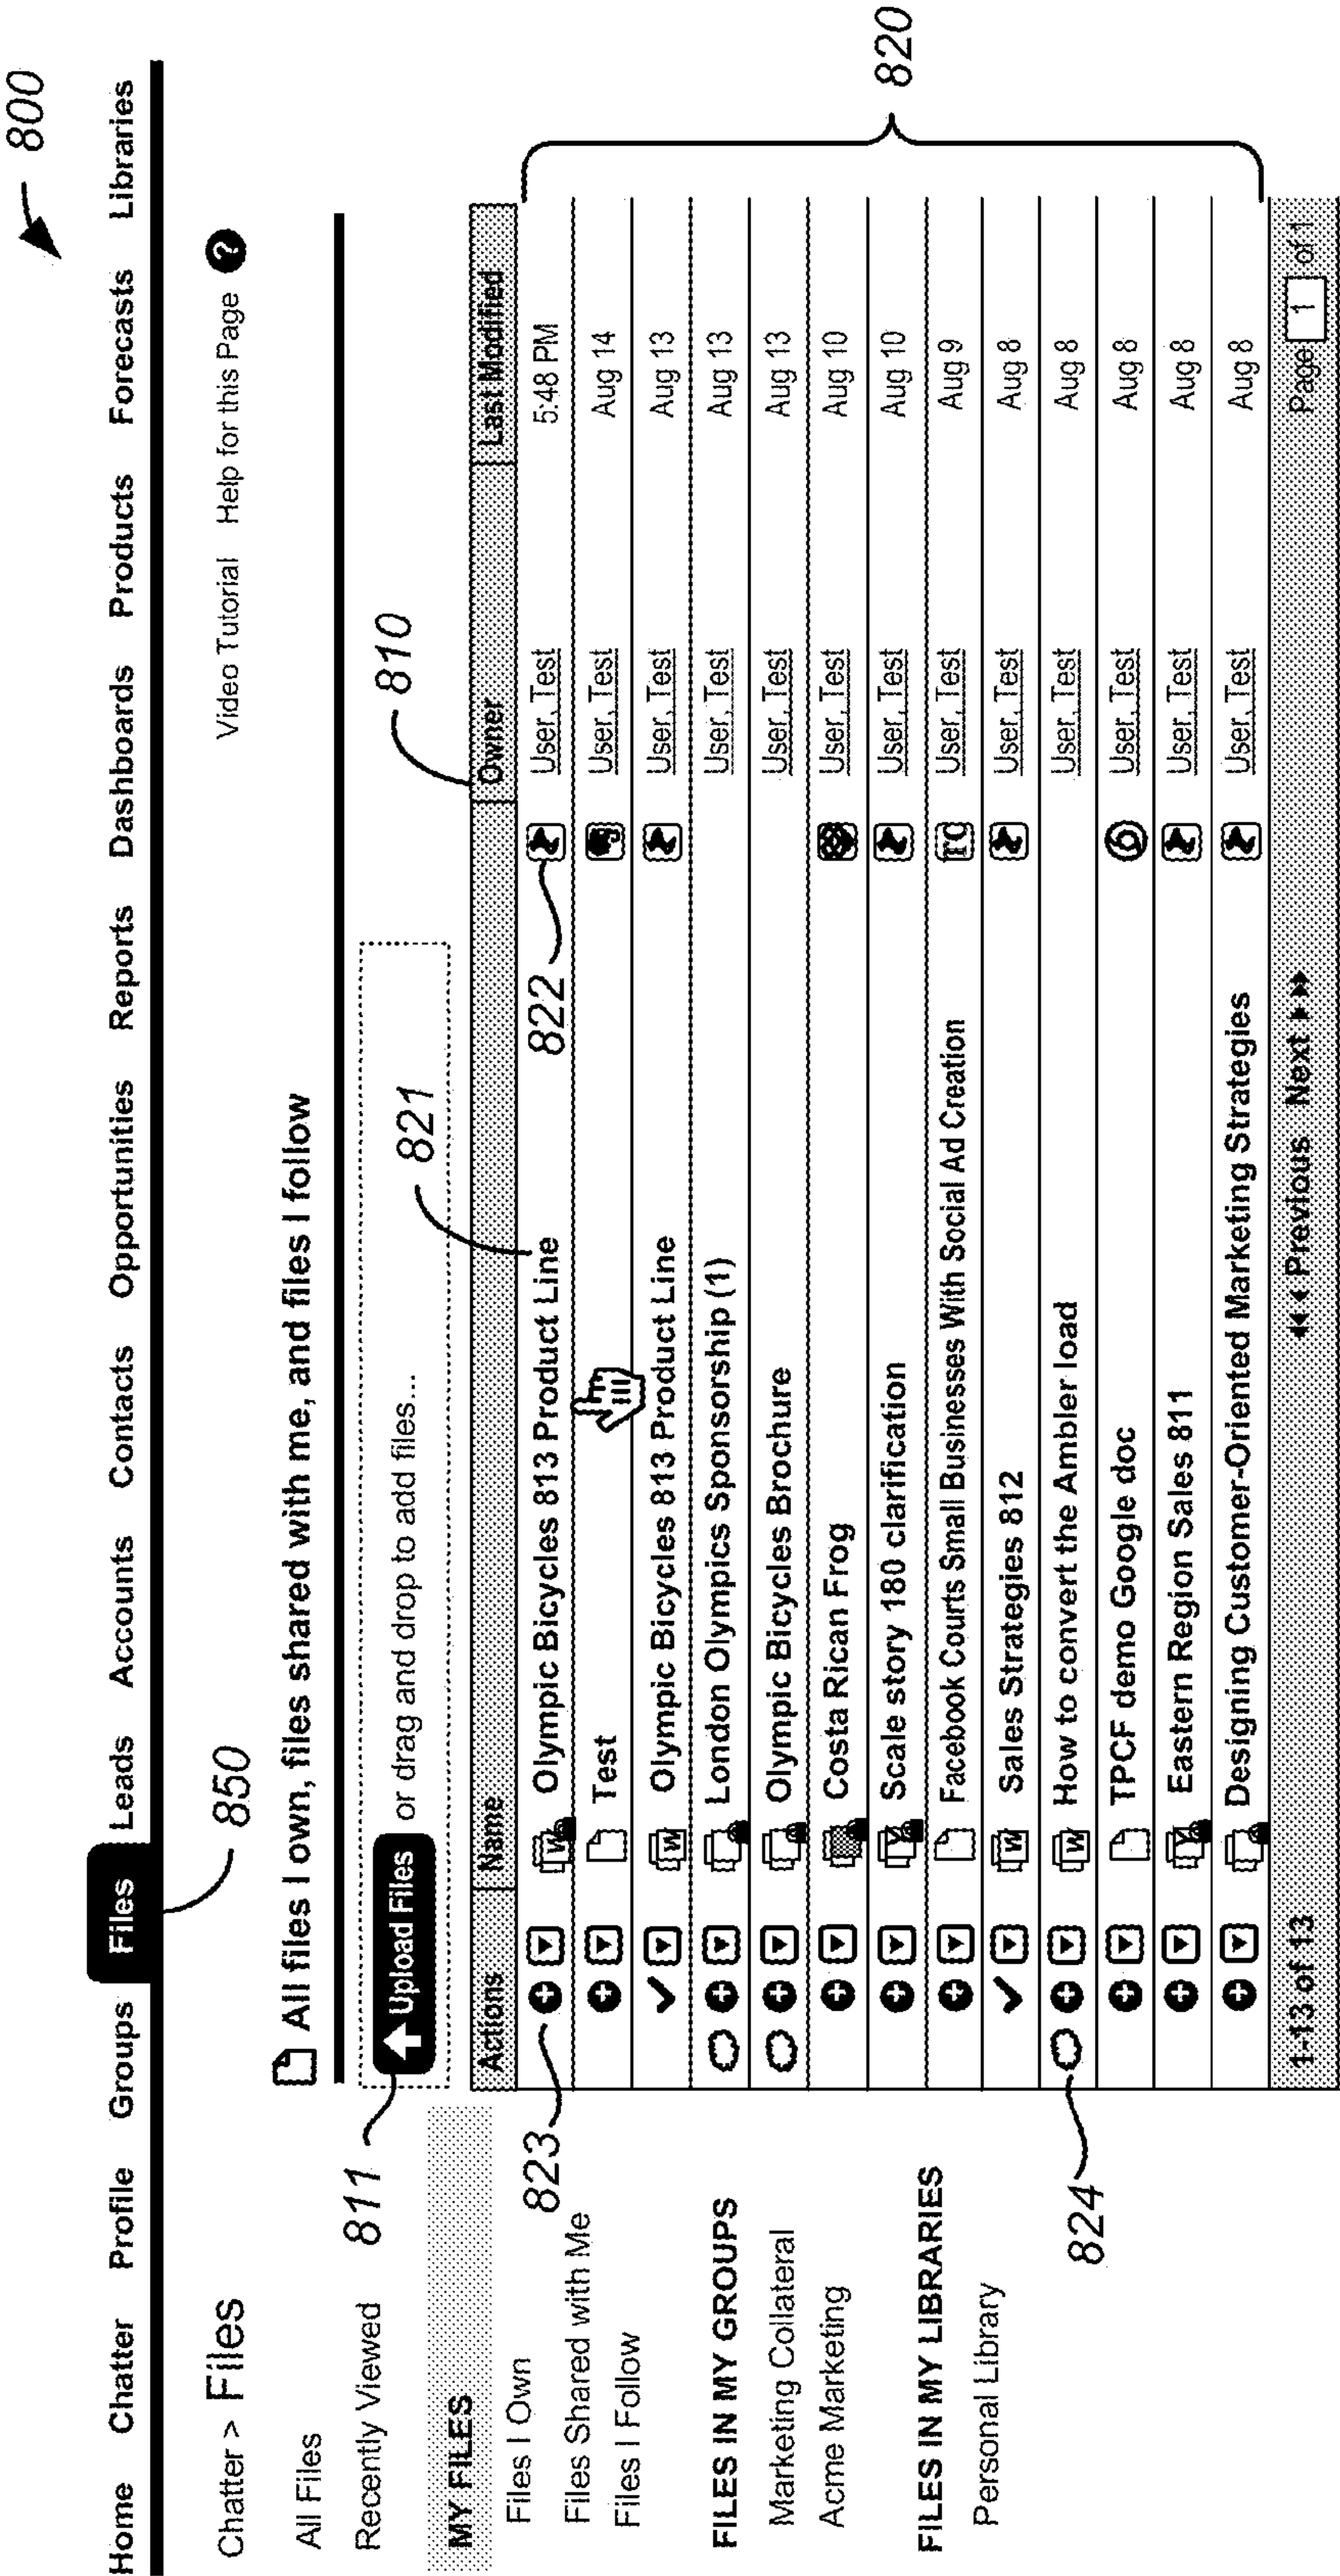 800
Home Chatter Profile Groups Files Leads Accounts Contacts Opportunities Reports Dashboards Products Forecasts Libraries
850
Chatter > Files
Video Tutorial Help for this Page ?
All Files
Recently Viewed
MY FILES
Files I Own
Files Shared with Me
Files I Follow
FILES IN MY GROUPS
Marketing Collateral
Acme Marketing
FILES IN MY LIBRARIES
Personal Library
All files I own, files shared with me, and files I follow
811
Upload Files or drag and drop to add files...
821
810
Actions Name Owner Last Modified
823
822
820
824
W Olympic Bicycles 813 Product Line User, Test 5:48 PM
Test User, Test Aug 14
W Olympic Bicycles 813 Product Line User, Test Aug 13
London Olympics Sponsorship (1) User, Test Aug 13
Olympic Bicycles Brochure User, Test Aug 13
Costa Rican Frog User, Test Aug 10
Scale story 180 clarification User, Test Aug 10
Facebook Courts Small Businesses With Social Ad Creation TC User, Test Aug 9
W Sales Strategies 812 User, Test Aug 8
W How to convert the Ambler load User, Test Aug 8
TPCF demo Google doc User, Test Aug 8
Eastern Region Sales 811 User, Test Aug 8
Designing Customer-Oriented Marketing Strategies User, Test Aug 8
1-13 of 13 Previous Next Page 1 of 1